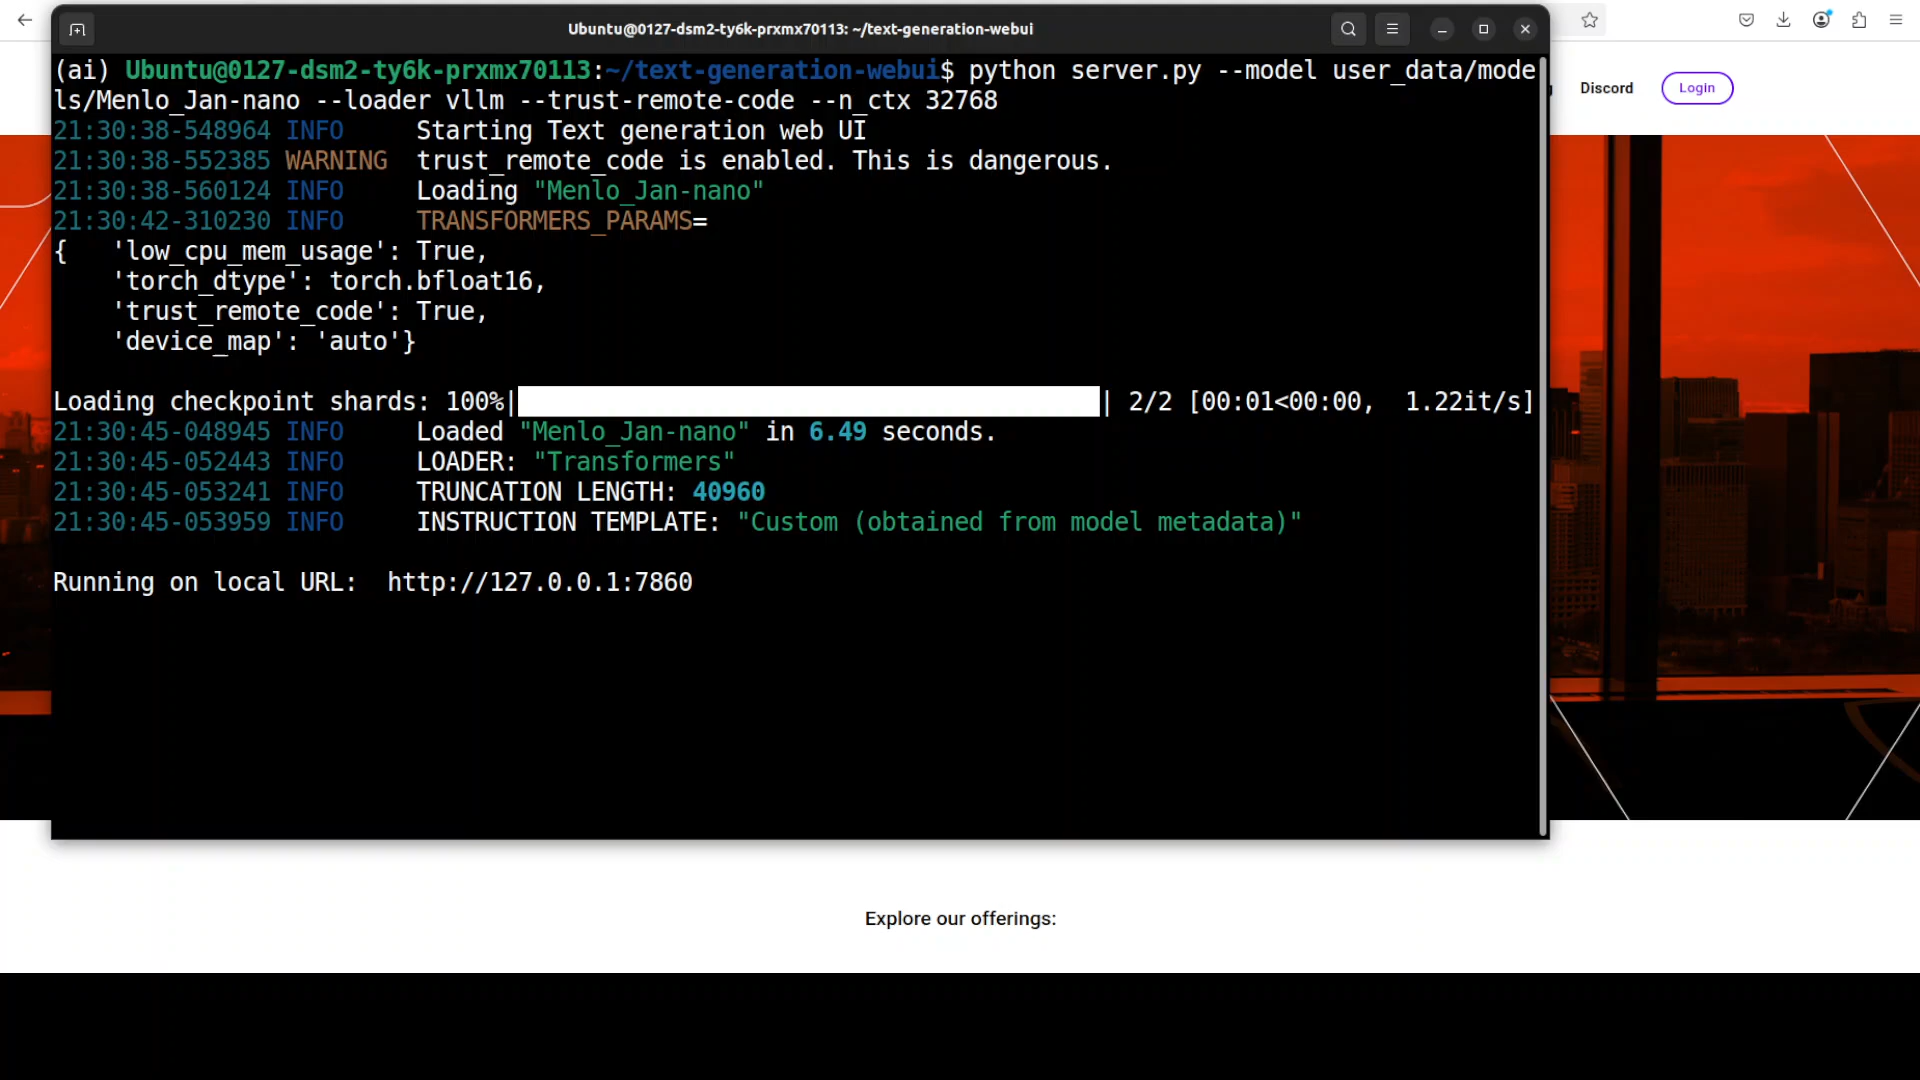 Ubuntu@0127-dsm2-ty6k-prxmx70113: ~/text-generation-webui
(ai) Ubuntu@0127-dsm2-ty6k-prxmx70113:~/text-generation-webui$ python server.py --model user_data/mode
ls/Menlo_Jan-nano --loader vllm --trust-remote-code --n_ctx 32768
Discord
Login
21:30:38-548964 INFO     Starting Text generation web UI
21:30:38-552385 WARNING  trust_remote_code is enabled. This is dangerous.
21:30:38-560124 INFO     Loading "Menlo_Jan-nano"
21:30:42-310230 INFO     TRANSFORMERS_PARAMS=
{   'low_cpu_mem_usage': True,
    'torch_dtype': torch.bfloat16,
    'trust_remote_code': True,
    'device_map': 'auto'}
Loading checkpoint shards: 100%| | 2/2 [00:01<00:00,  1.22it/s]
21:30:45-048945 INFO     Loaded "Menlo_Jan-nano" in 6.49 seconds.
21:30:45-052443 INFO     LOADER: "Transformers"
21:30:45-053241 INFO     TRUNCATION LENGTH: 40960
21:30:45-053959 INFO     INSTRUCTION TEMPLATE: "Custom (obtained from model metadata)"
Running on local URL:  http://127.0.0.1:7860
Explore our offerings: